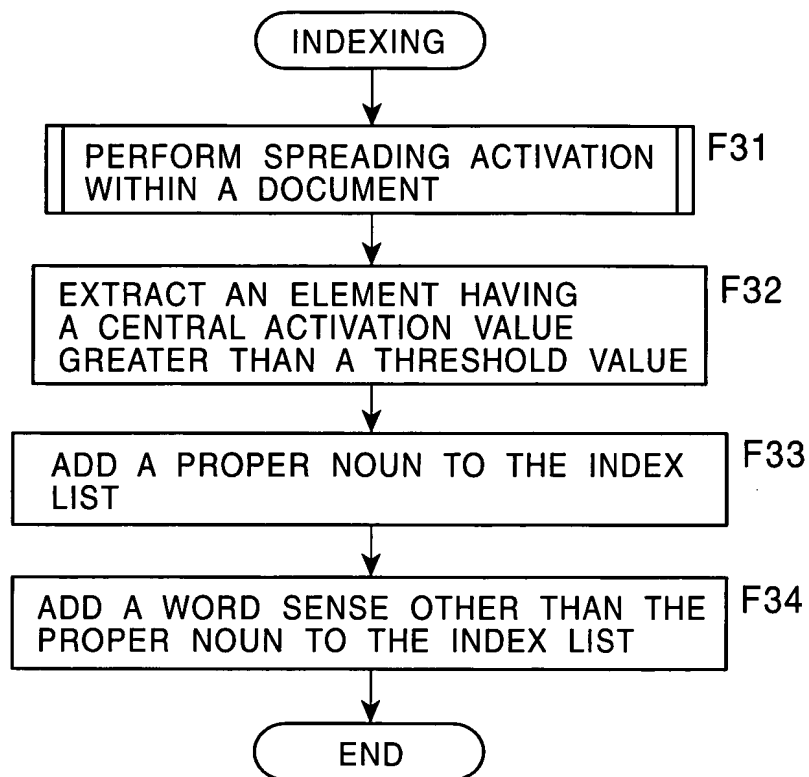 INDEXING
PERFORM SPREADING ACTIVATION
WITHIN A DOCUMENT
F31
EXTRACT AN ELEMENT HAVING
A CENTRAL ACTIVATION VALUE
GREATER THAN A THRESHOLD VALUE
F32
ADD A PROPER NOUN TO THE INDEX
LIST
F33
ADD A WORD SENSE OTHER THAN THE
PROPER NOUN TO THE INDEX LIST
F34
END